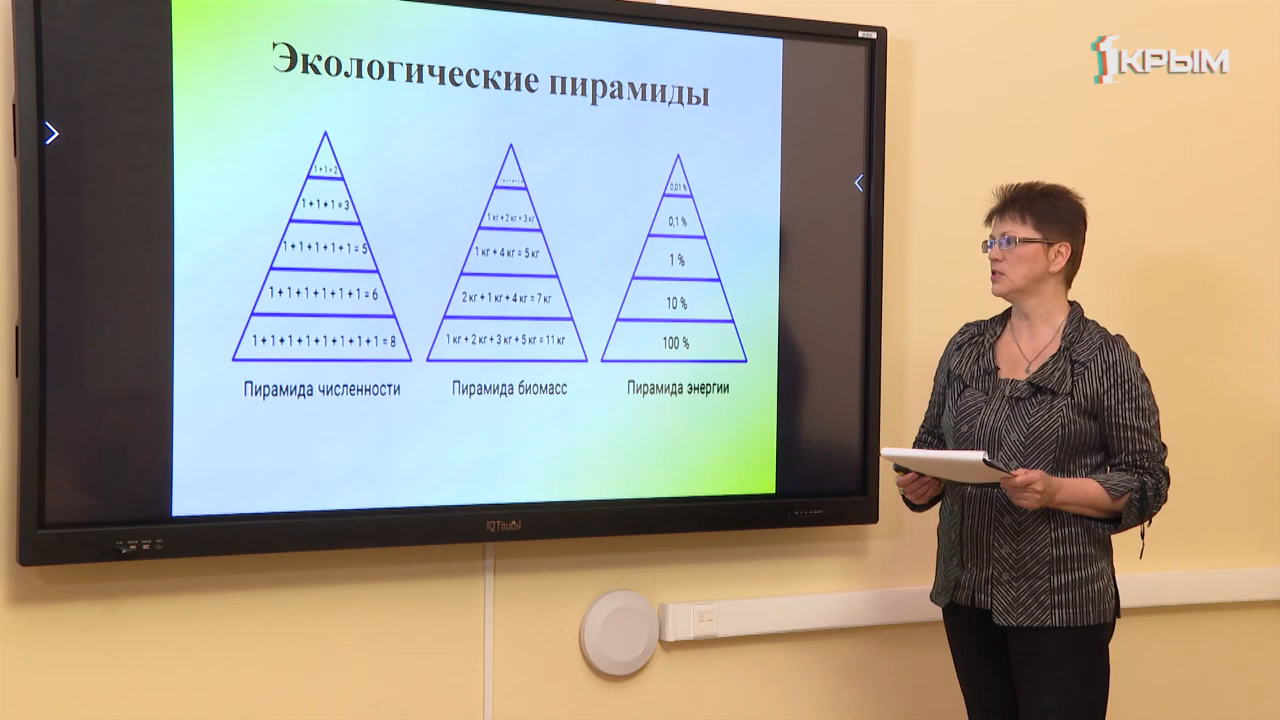 1КРЫМ
Экологические пирамиды
1 + 1 = 2
1 + 1 + 1 = 3
1 + 1 + 1 + 1 + 1 = 5
1 + 1 + 1 + 1 + 1 + 1 = 6
1 + 1 + 1 + 1 + 1 + 1 + 1 + 1 = 8
Пирамида численности
1 кг + 2 кг = 3 кг
1 кг + 4 кг = 5 кг
2 кг + 1 кг + 4 кг = 7 кг
1 кг + 2 кг + 3 кг + 5 кг = 11 кг
Пирамида биомасс
0,01 %
0,1 %
1 %
10 %
100 %
Пирамида энергии
IQTouch